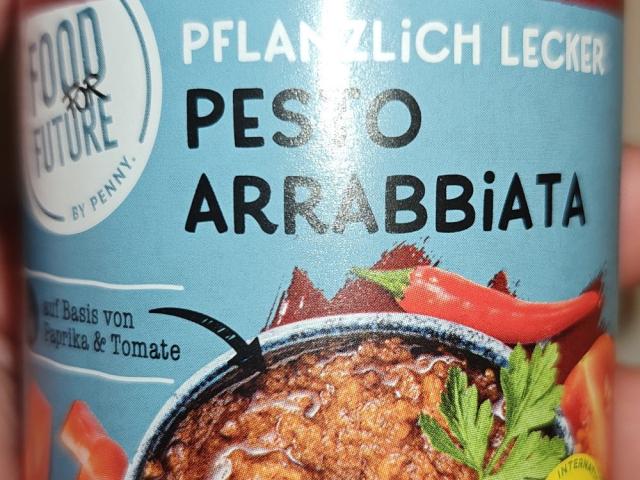 FOOD
FOR
FUTURE
BY PENNY.
PFLANZLiCH LECKER
PESTO
ARRABBiATA
auf Basis von
Paprika & Tomate